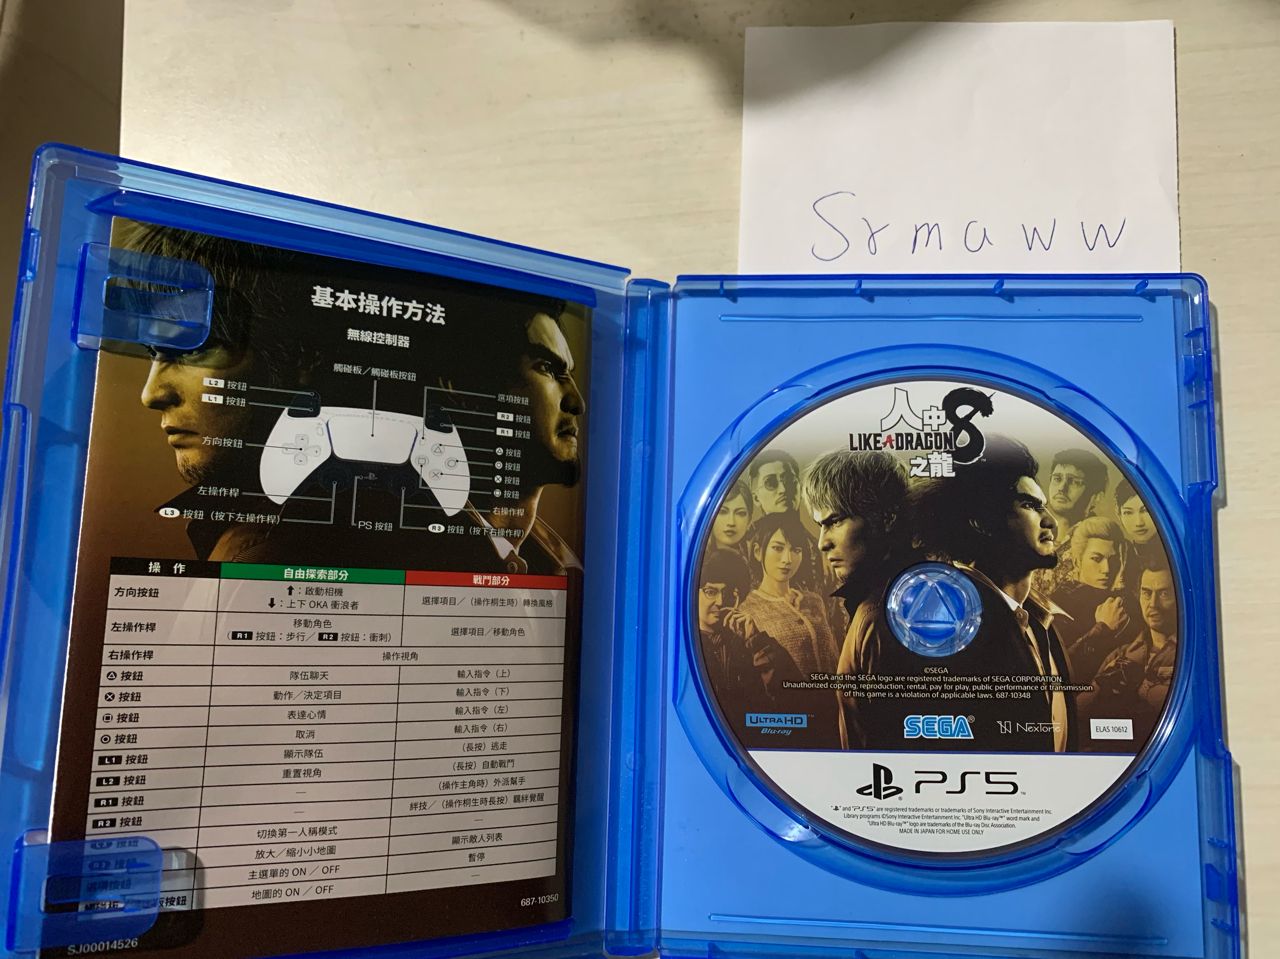 Srmaww
基本操作方法
無線控制器
觸碰板／觸碰板按鈕
L2 按鈕
L1 按鈕
方向按鈕
左操作桿
L3 按鈕（按下左操作桿）
PS 按鈕
選項按鈕
R2 按鈕
R1 按鈕
按鈕
按鈕
按鈕
按鈕
右操作桿
R3 按鈕（按下右操作桿）
操 作 自由探索部分 戰鬥部分
方向按鈕 ⬆：啟動相機 選擇項目／（操作桐生時）轉換風格
⬇：上下 OKA 衝浪者
左操作桿 移動角色 選擇項目／移動角色
（R1 按鈕：步行／R2 按鈕：衝刺）
右操作桿 操作視角
△ 按鈕 隊伍聊天 輸入指令（上）
✕ 按鈕 動作／決定項目 輸入指令（下）
□ 按鈕 表達心情 輸入指令（左）
○ 按鈕 取消 輸入指令（右）
L1 按鈕 顯示隊伍 （長按）逃走
L2 按鈕 重置視角 （長按）自動戰鬥
R1 按鈕 — （操作主角時）外派幫手
R2 按鈕 — 絆技／（操作桐生時長按）羈絆覺醒
按鈕 切換第一人稱模式 —
按鈕 放大／縮小小地圖 顯示敵人列表
選項按鈕 主選單的 ON ／ OFF 暫停
板按鈕 地圖的 ON ／ OFF —
687-10350
SJ00014526
人中
LIKE A DRAGON 8
之龍
©SEGA
SEGA and the SEGA logo are registered trademarks of SEGA CORPORATION.
Unauthorized copying, reproduction, rental, pay for play, public performance or transmission
of this game is a violation of applicable laws. 687-10348
ULTRA HD
Blu-ray™
SEGA®
NexTone
ELAS 10612
PS5™
"PS" and "PS5" are registered trademarks or trademarks of Sony Interactive Entertainment Inc.
Library programs ©Sony Interactive Entertainment Inc. "Ultra HD Blu-ray™" word mark and
"Ultra HD Blu-ray™" logo are trademarks of the Blu-ray Disc Association.
MADE IN JAPAN FOR HOME USE ONLY